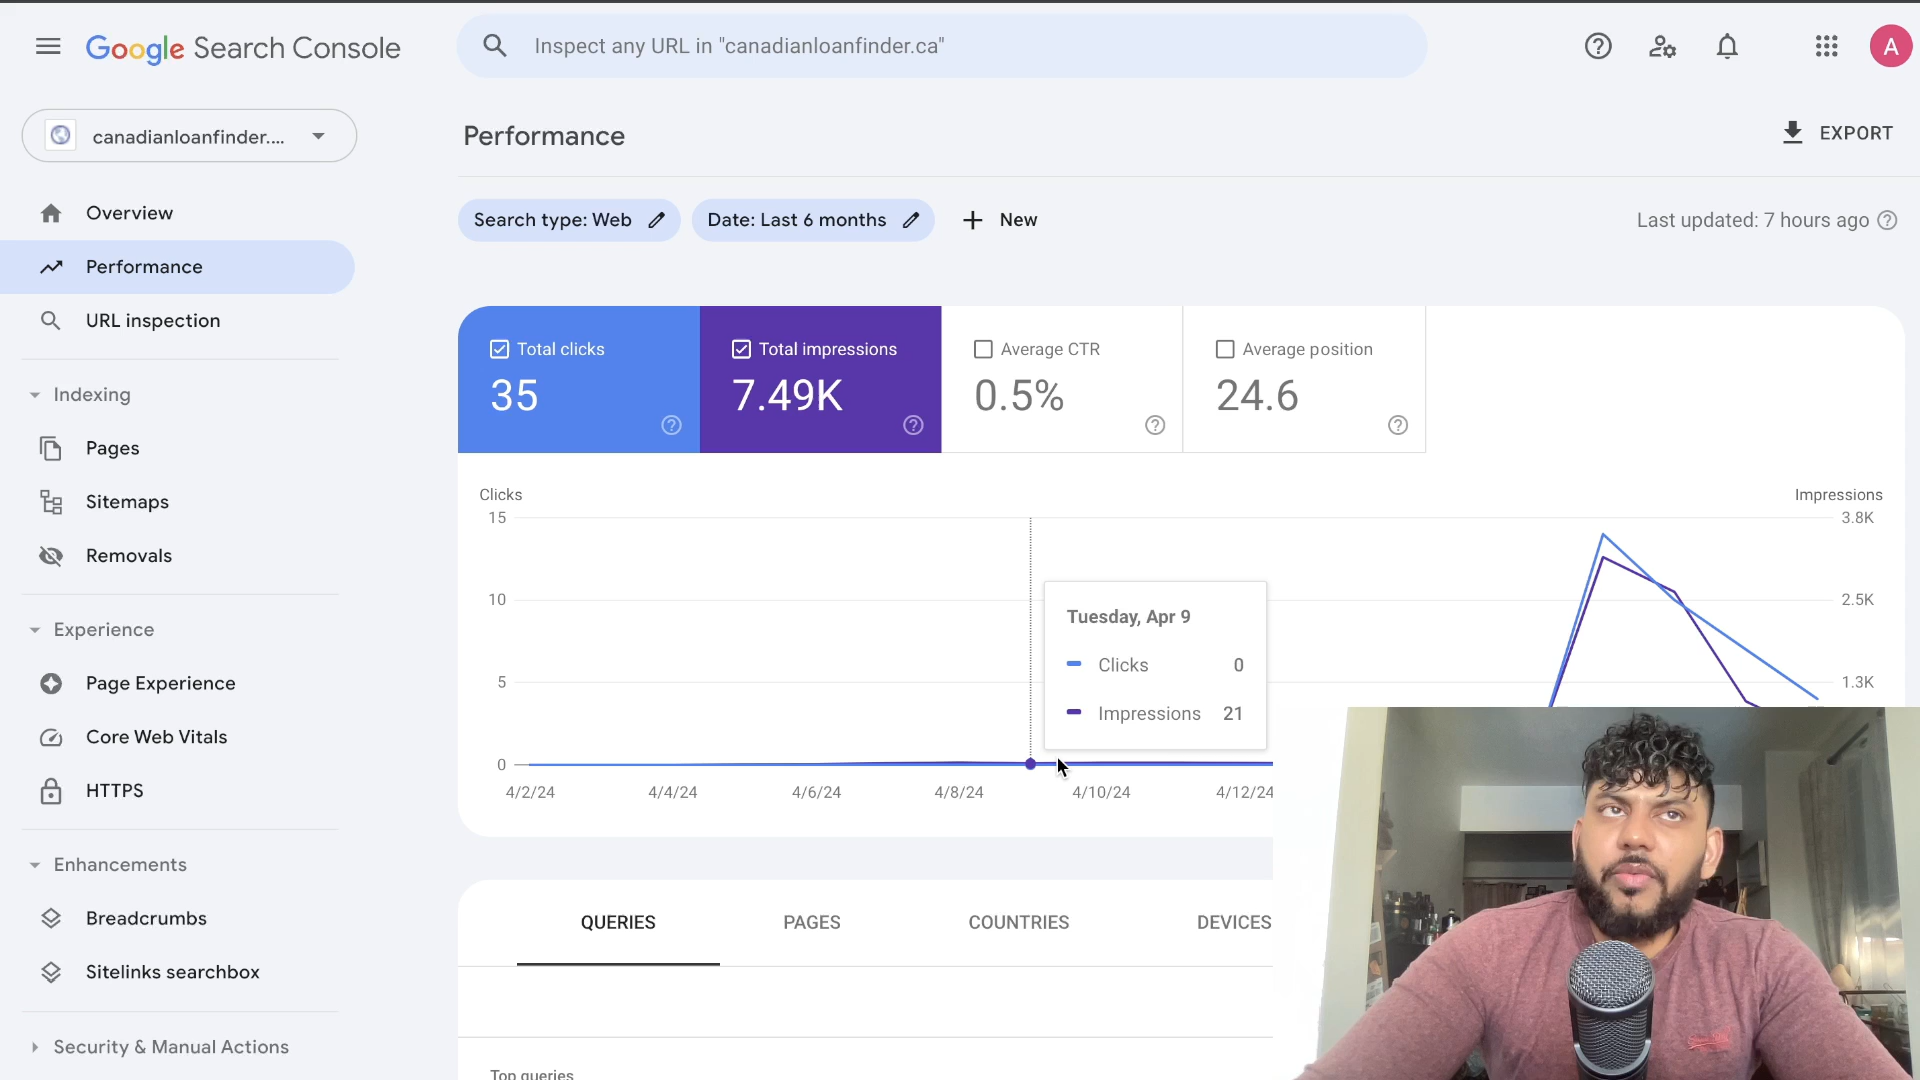 Google Search Console
Inspect any URL in "canadianloanfinder.ca"
A
canadianloanfinder....
Performance
EXPORT
Overview
Performance
URL inspection
Search type: Web
Date: Last 6 months
New
Last updated: 7 hours ago
Indexing
Pages
Sitemaps
Removals
Experience
Page Experience
Core Web Vitals
HTTPS
Enhancements
Breadcrumbs
Sitelinks searchbox
Security & Manual Actions
Total clicks
35
Total impressions
7.49K
Average CTR
0.5%
Average position
24.6
Clicks
Impressions
15
3.8K
10
2.5K
5
1.3K
0
Tuesday, Apr 9
Clicks 0
Impressions 21
4/2/24 4/4/24 4/6/24 4/8/24 4/10/24 4/12/24
QUERIES PAGES COUNTRIES DEVICES
Top queries